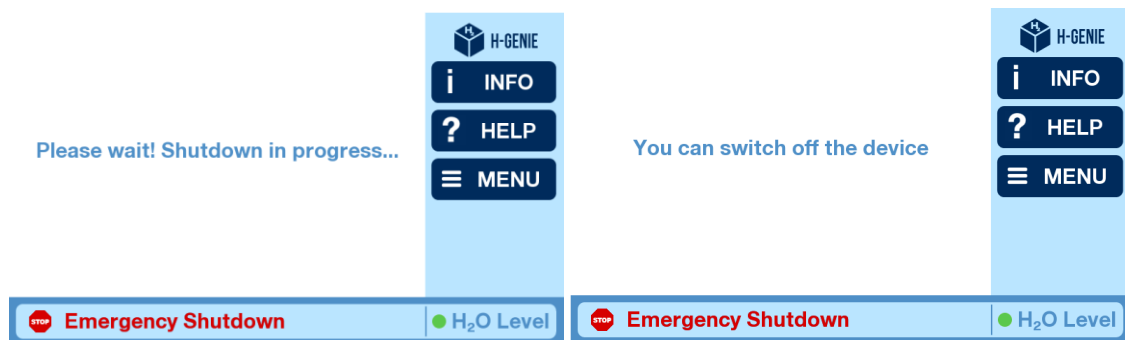 H-GENIE
i INFO
? HELP
MENU
Please wait! Shutdown in progress...
STOP Emergency Shutdown
H₂O Level
H-GENIE
i INFO
? HELP
MENU
You can switch off the device
STOP Emergency Shutdown
H₂O Level